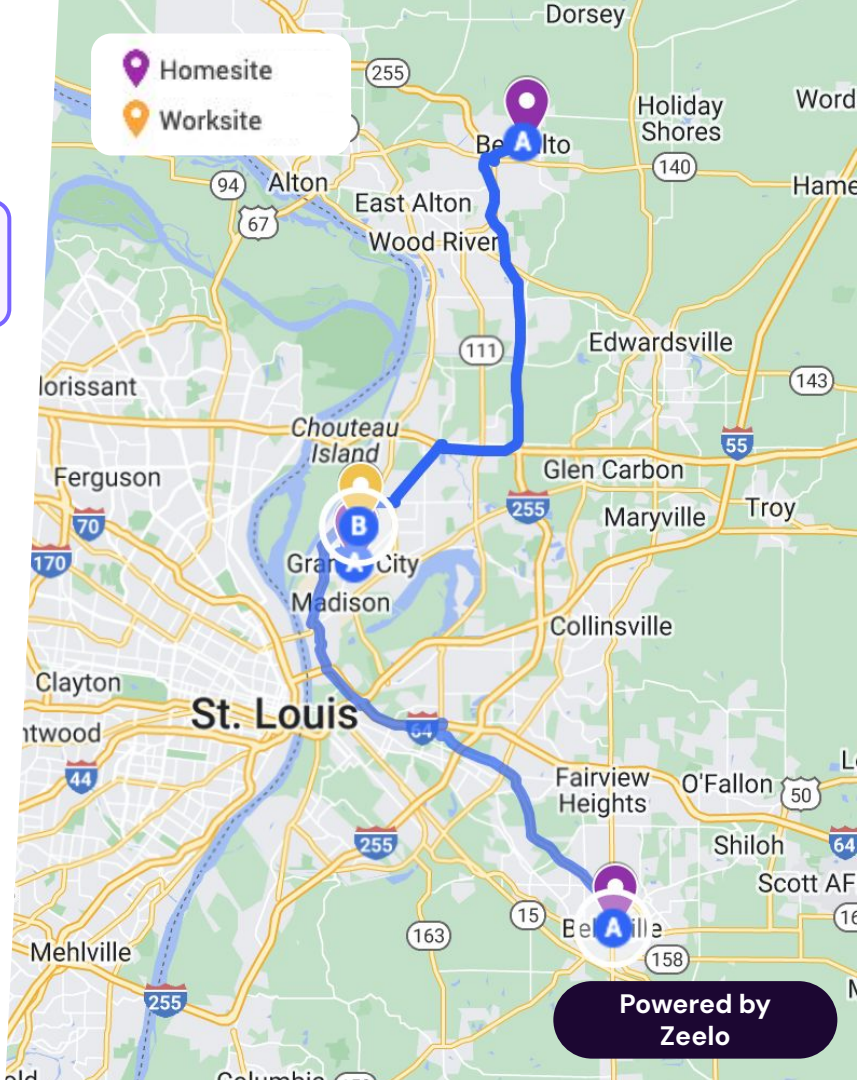 Dorsey
Homesite
Worksite
255
Holiday
Shores
Word
A
140
94
Alton
Hame
East Alton
67
Wood River
111
Edwardsville
lorissant
143
Chouteau
Island
55
Ferguson
Glen Carbon
255
70
B
Maryville
Troy
170
A
City
Madison
Collinsville
Clayton
St. Louis
64
ntwood
44
Fairview
Heights
O'Fallon
50
255
Shiloh
64
Scott AF
15
163
A
158
Mehlville
255
Powered by
Zeelo